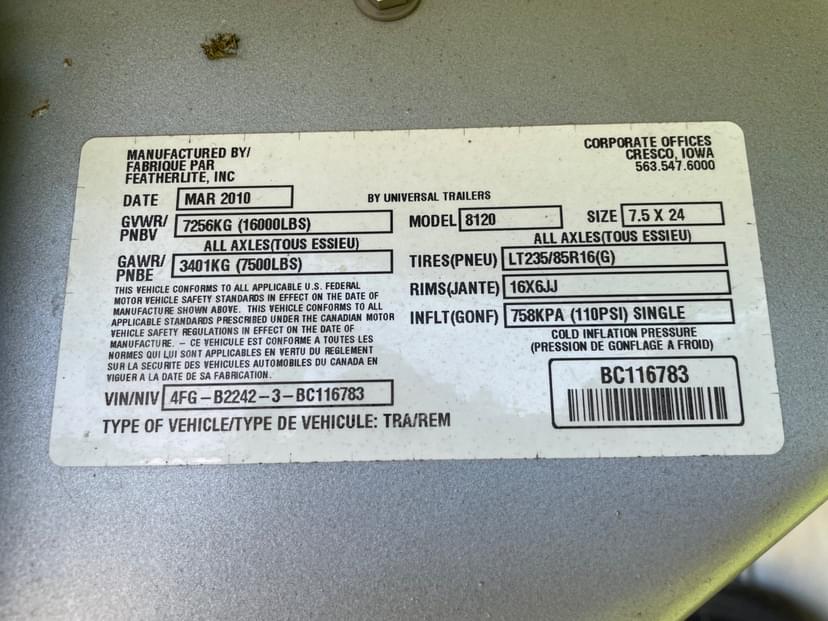 MANUFACTURED BY/
FABRIQUE PAR
FEATHERLITE, INC
CORPORATE OFFICES
CRESCO, IOWA
563.547.6000
DATE MAR 2010 BY UNIVERSAL TRAILERS
GVWR/
PNBV 7256KG (16000LBS) MODEL 8120 SIZE 7.5 X 24
ALL AXLES(TOUS ESSIEU) ALL AXLES(TOUS ESSIEU)
GAWR/
PNBE 3401KG (7500LBS) TIRES(PNEU) LT235/85R16(G)
RIMS(JANTE) 16X6JJ
INFLT(GONF) 758KPA (110PSI) SINGLE
COLD INFLATION PRESSURE
(PRESSION DE GONFLAGE A FROID)
THIS VEHICLE CONFORMS TO ALL APPLICABLE U.S. FEDERAL
MOTOR VEHICLE SAFETY STANDARDS IN EFFECT ON THE DATE OF
MANUFACTURE SHOWN ABOVE. THIS VEHICLE CONFORMS TO ALL
APPLICABLE STANDARDS PRESCRIBED UNDER THE CANADIAN MOTOR
VEHICLE SAFETY REGULATIONS IN EFFECT ON THE DATE OF
MANUFACTURE. – CE VEHICULE EST CONFORME A TOUTES LES
NORMES QUI LUI SONT APPLICABLES EN VERTU DU REGLEMENT
SUR LA SECURITE DES VEHICULES AUTOMOBILES DU CANADA EN
VIGUER A LA DATE DE SA FABRICATION.
VIN/NIV 4FG – B2242 – 3 – BC116783
TYPE OF VEHICLE/TYPE DE VEHICULE: TRA/REM
BC116783